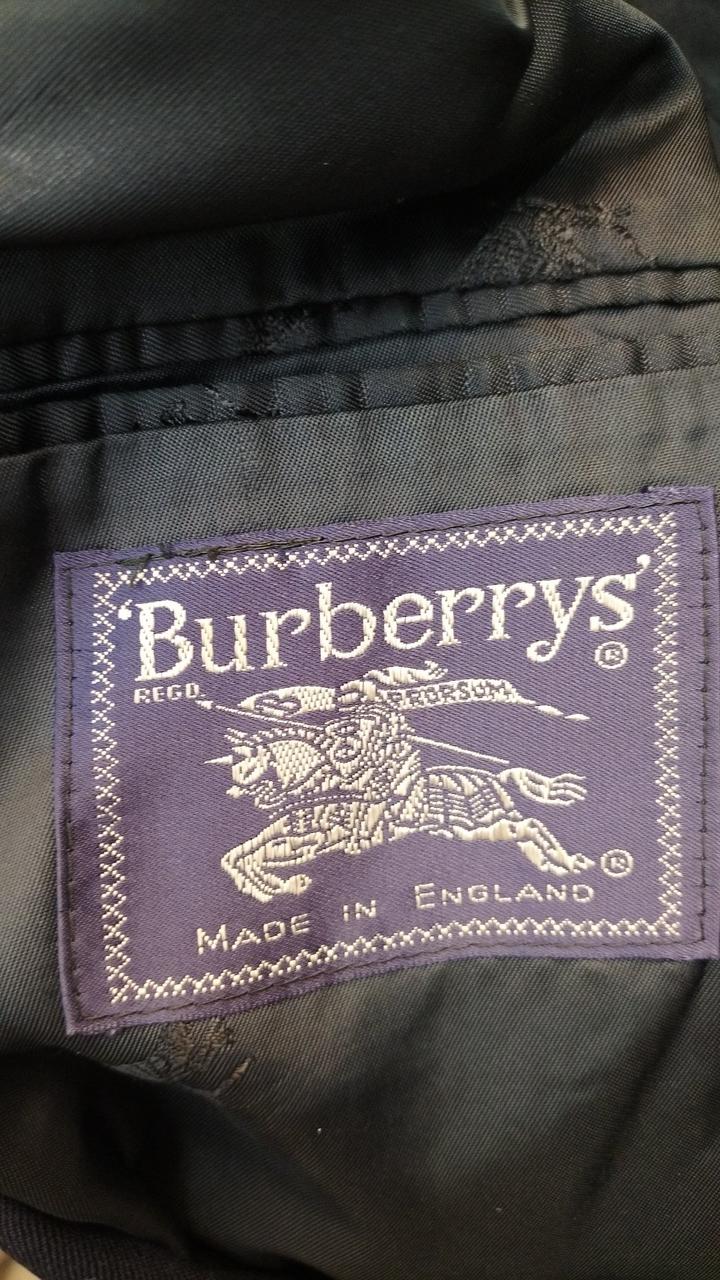 'Burberrys'®
REGD.
PRORSUM
®
MADE IN ENGLAND